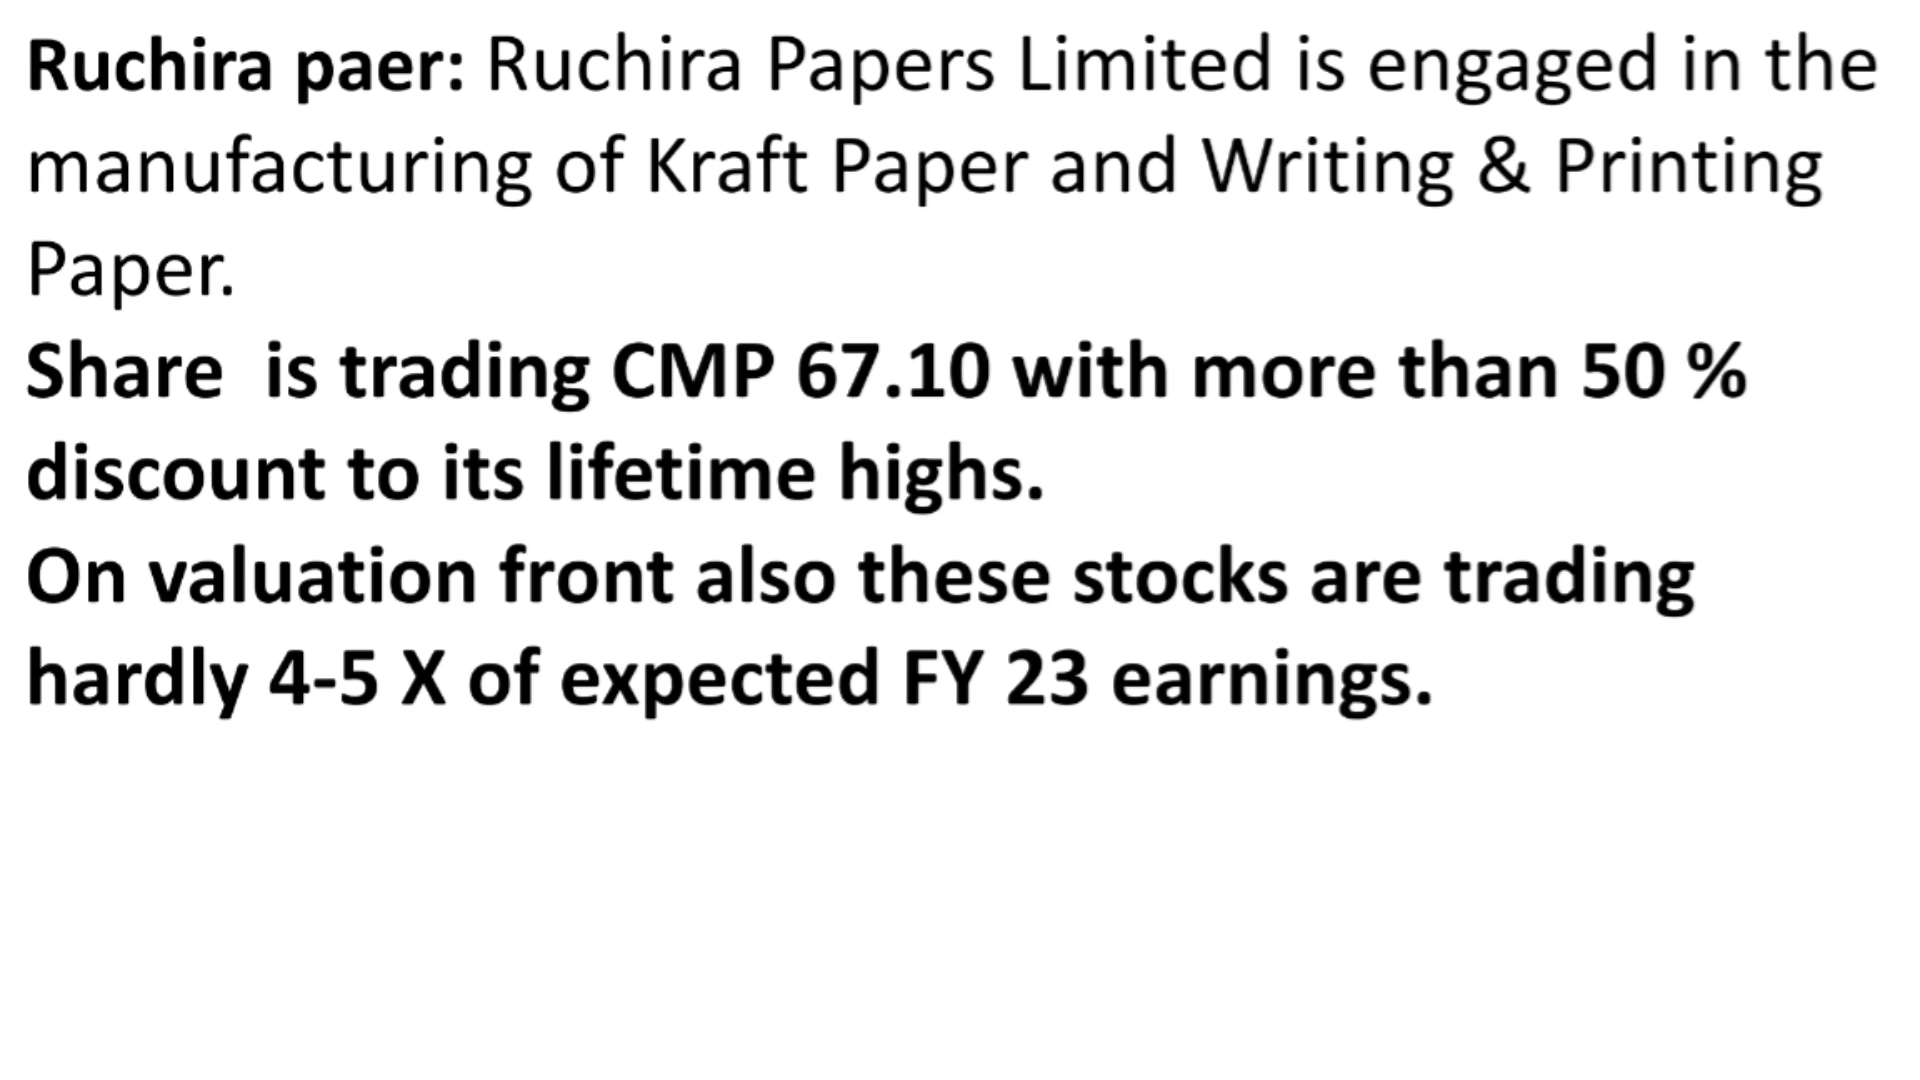 Ruchira paer: Ruchira Papers Limited is engaged in the
manufacturing of Kraft Paper and Writing & Printing
Paper.
Share  is trading CMP 67.10 with more than 50 %
discount to its lifetime highs.
On valuation front also these stocks are trading
hardly 4-5 X of expected FY 23 earnings.